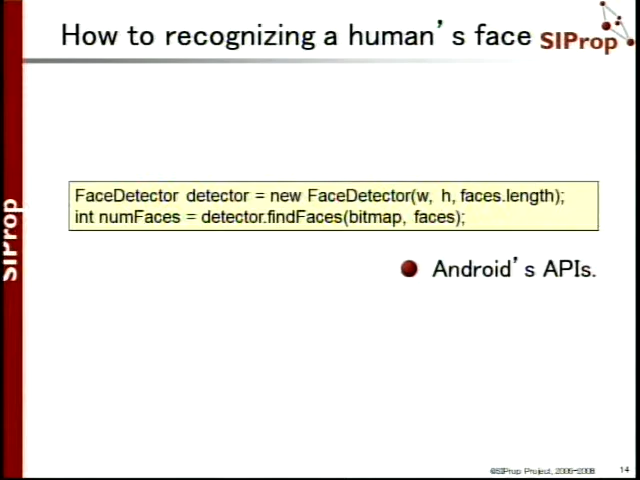 How to recognizing a human's face
SIProp
SIProp
FaceDetector detector = new FaceDetector(w, h, faces.length);
int numFaces = detector.findFaces(bitmap, faces);
Android's APIs.
©SIProp Project, 2006-2008
14